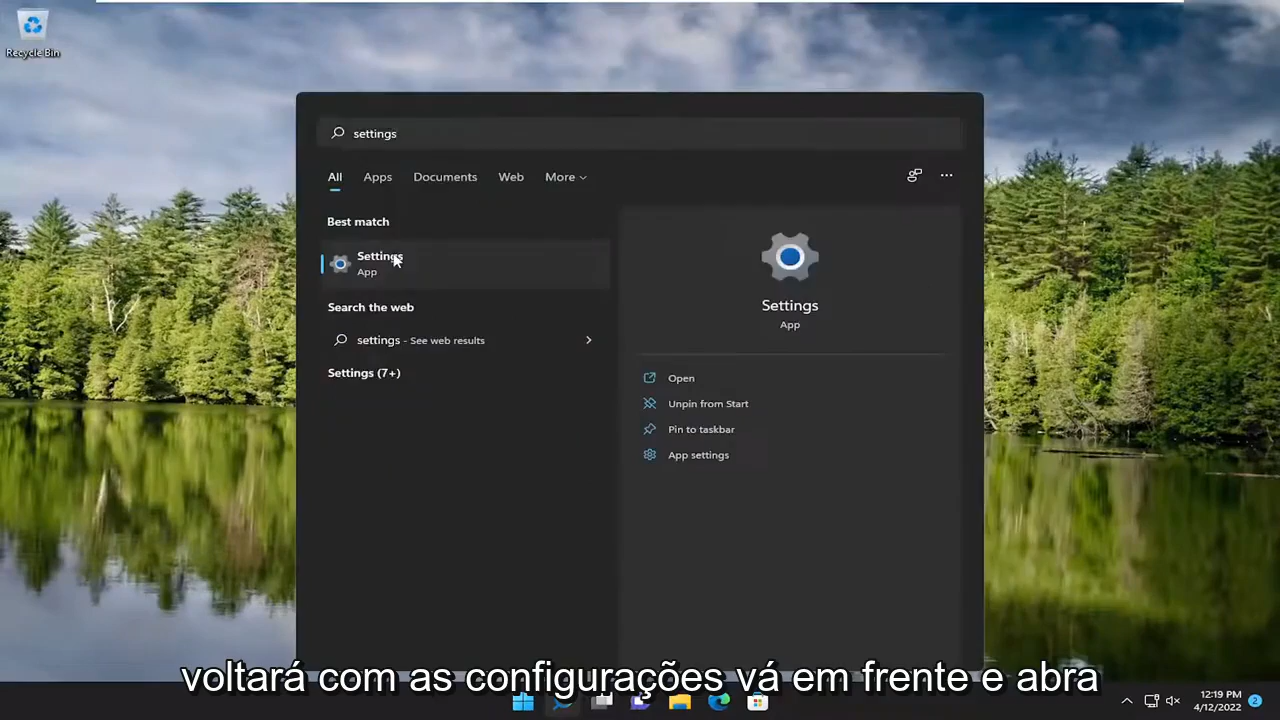 Recycle Bin
settings
All Apps Documents Web More
Best match
Settings
App
Search the web
settings - See web results
Settings (7+)
Settings
App
Open
Unpin from Start
Pin to taskbar
App settings
voltará com as configurações vá em frente e abra
12:19 PM
4/12/2022
2